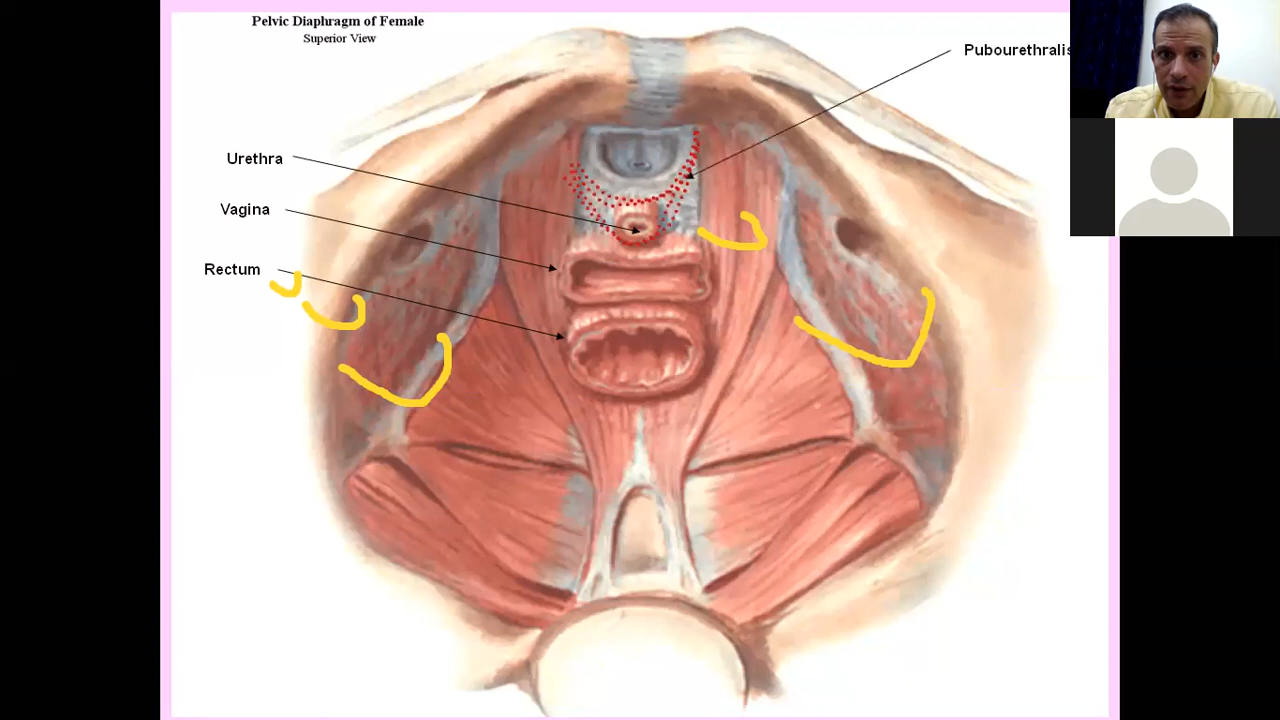 Pelvic Diaphragm of Female
Superior View
Pubourethralis
Urethra
Vagina
Rectum